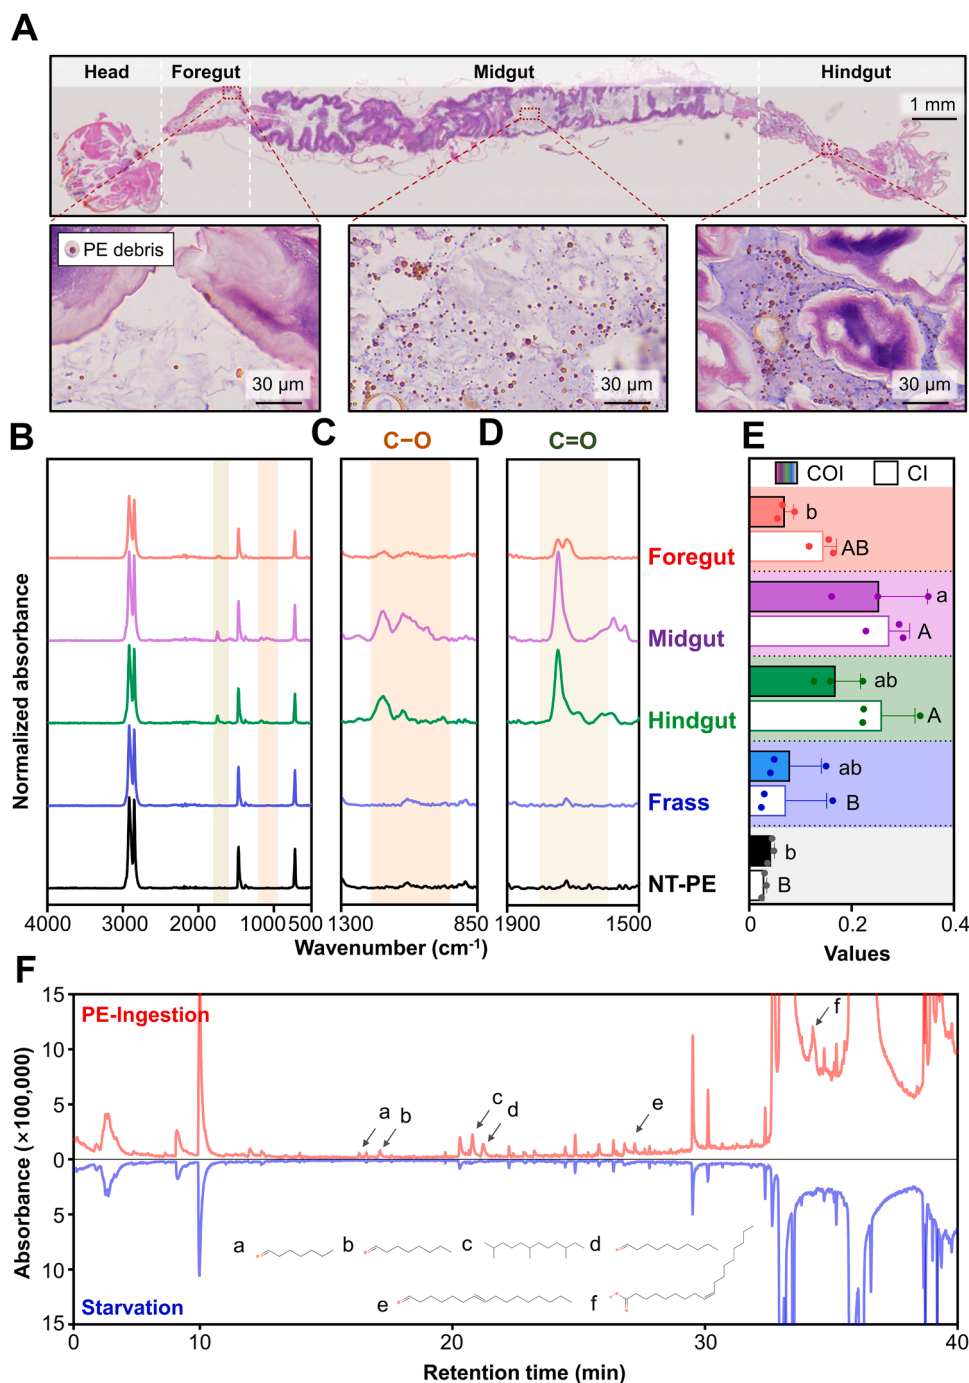 A
Head Foregut Midgut Hindgut
1 mm
PE debris
30 µm 30 µm 30 µm
B C C−O D C=O E
COI CI
Normalized absorbance
Foregut
Midgut
Hindgut
Frass
NT-PE
b
AB
a
A
ab
A
ab
B
b
B
4000 3000 2000 1000 500
1300 850
1900 1500
Wavenumber (cm⁻¹)
0 0.2 0.4
Values
F
Absorbance (×100,000)
15
10
5
0
5
10
15
PE-Ingestion
a b c d e f
a b c d
e f
Starvation
0 10 20 30 40
Retention time (min)